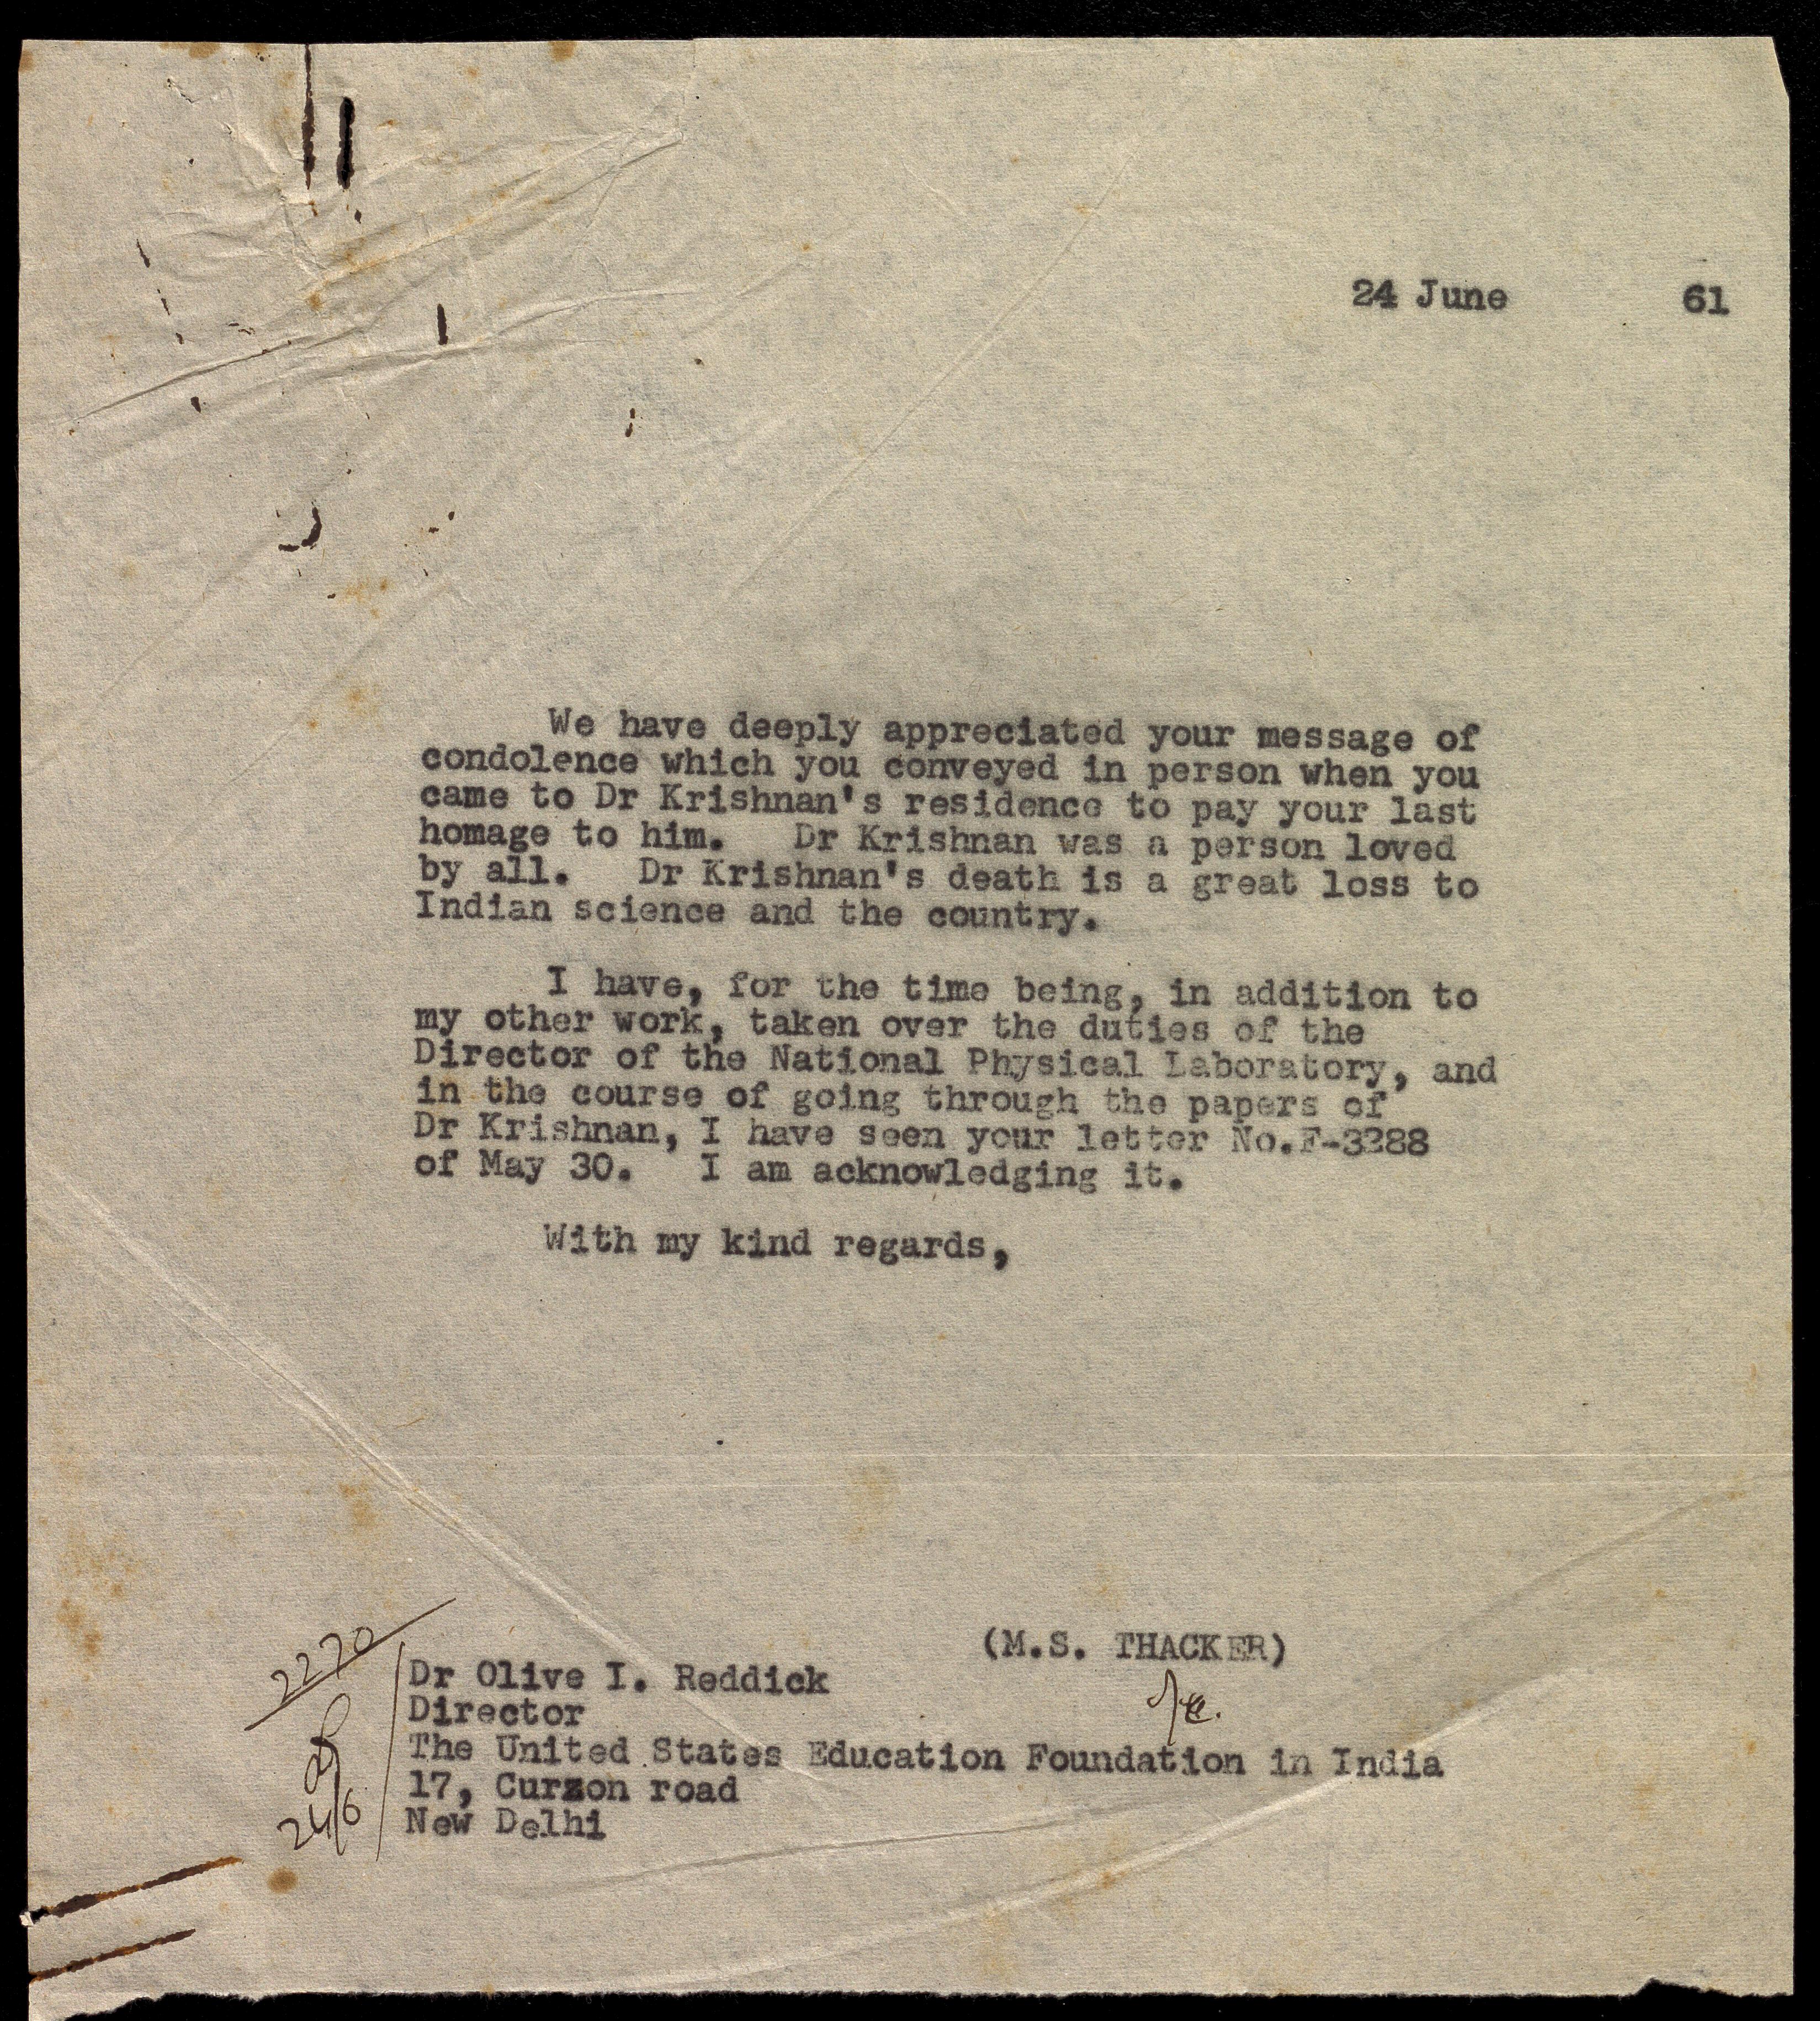 24 June 61
We have deeply appreciated your message of
condolence which you conveyed in person when you
came to Dr Krishnan's residence to pay your last
homage to him. Dr Krishnan was a person loved
by all. Dr Krishnan's death is a great loss to
Indian science and the country.
I have, for the time being, in addition to
my other work, taken over the duties of the
Director of the National Physical Laboratory, and
in the course of going through the papers of
Dr Krishnan, I have seen your letter No.F-3288
of May 30. I am acknowledging it.
With my kind regards,
(M.S. THACKER)
2270
Dr Olive I. Reddick
Director
The United States Education Foundation in India
17, Curzon road
New Delhi
24/6